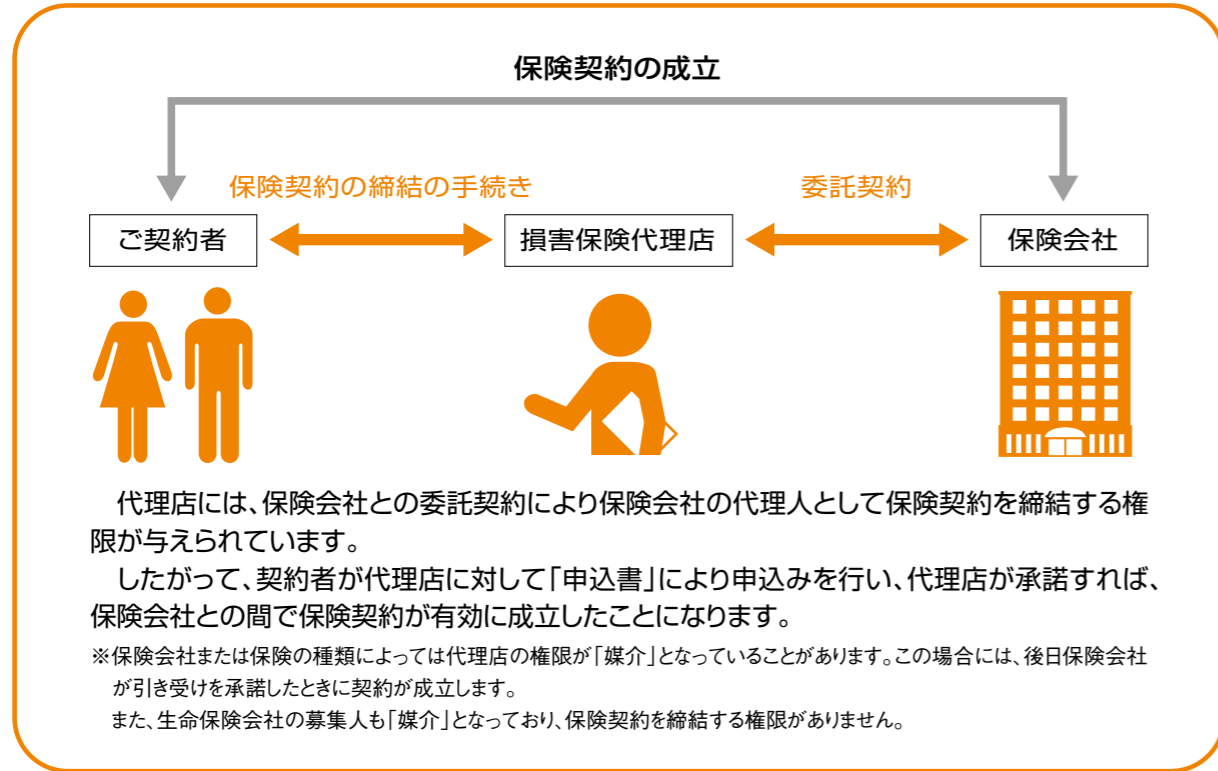 保険契約の成立
保険契約の締結の手続き
委託契約
ご契約者
損害保険代理店
保険会社
代理店には、保険会社との委託契約により保険会社の代理人として保険契約を締結する権
限が与えられています。
したがって、契約者が代理店に対して「申込書」により申込みを行い、代理店が承諾すれば、
保険会社との間で保険契約が有効に成立したことになります。
※保険会社または保険の種類によっては代理店の権限が「媒介」となっていることがあります。この場合には、後日保険会社
が引き受けを承諾したときに契約が成立します。
また、生命保険会社の募集人も「媒介」となっており、保険契約を締結する権限がありません。